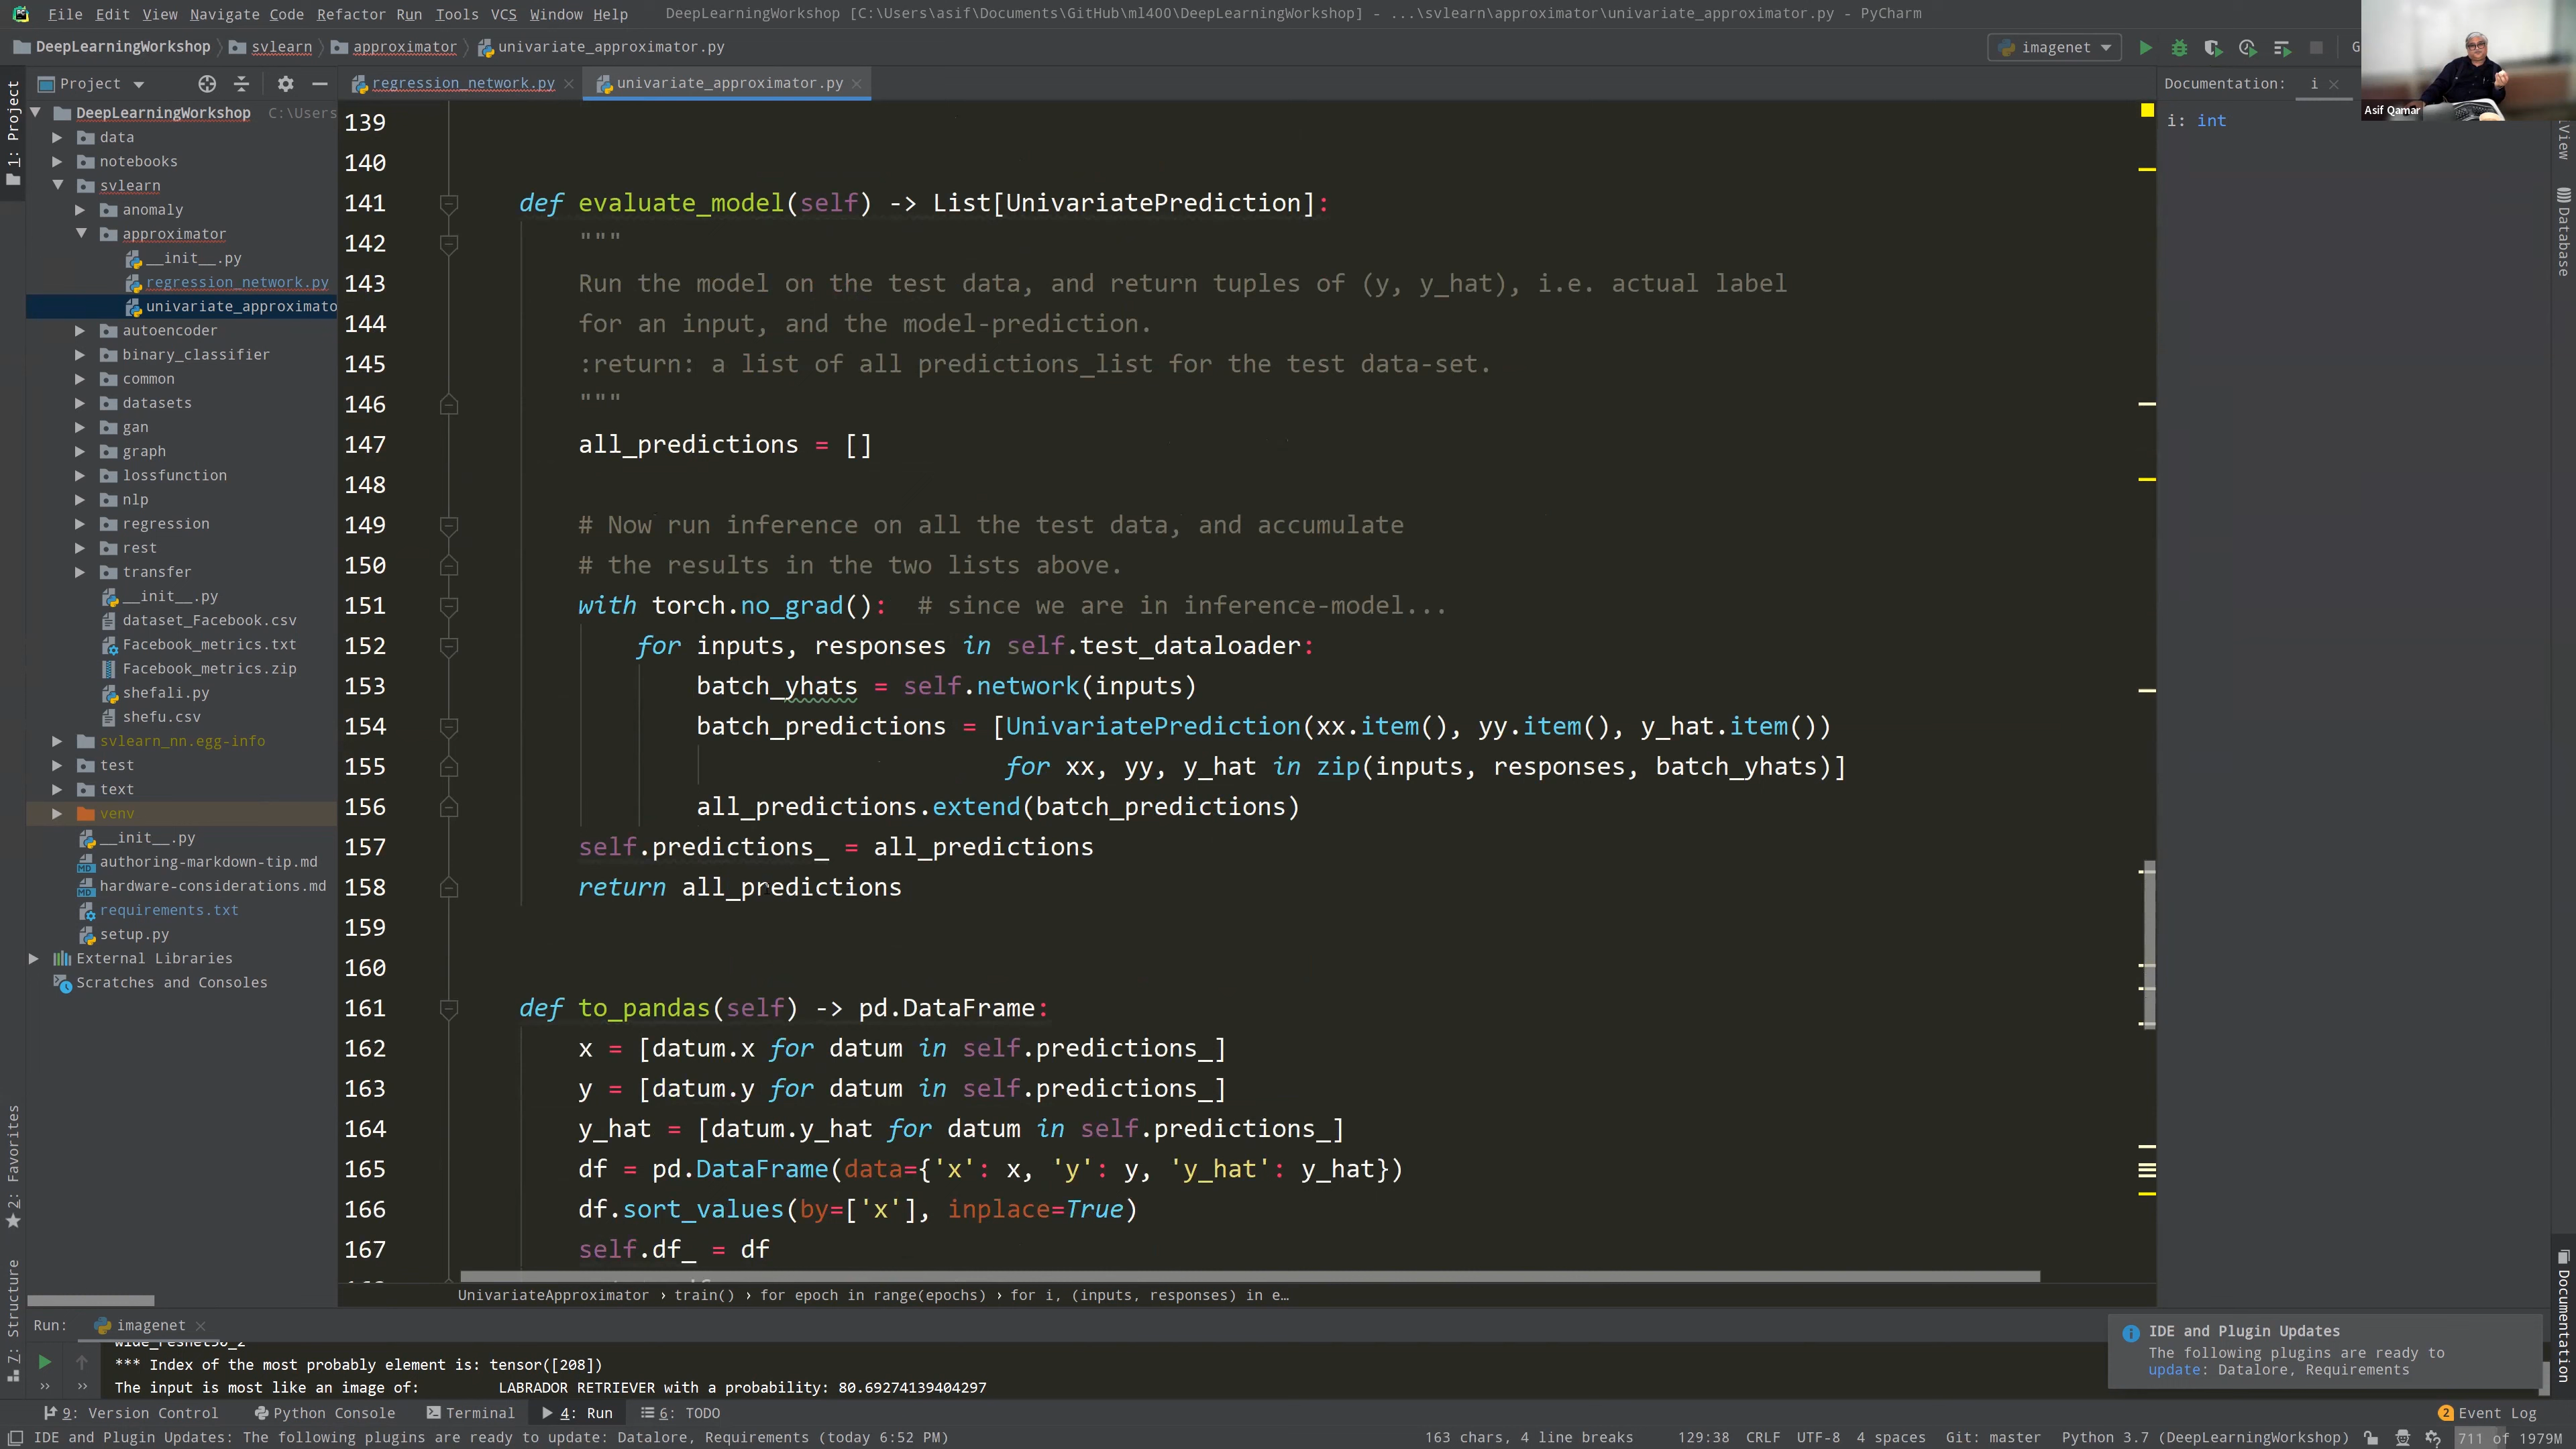 File Edit View Navigate Code Refactor Run Tools VCS Window Help
DeepLearningWorkshop [C:\Users\asif\Documents\GitHub\ml400\DeepLearningWorkshop] - ...\svlearn\approximator\univariate_approximator.py - PyCharm
DeepLearningWorkshop svlearn approximator univariate_approximator.py
imagenet
Project
regression_network.py
univariate_approximator.py
Documentation: i
Asif Qamar
i: int
1: Project
DeepLearningWorkshop C:\Users
data
notebooks
svlearn
anomaly
approximator
__init__.py
regression_network.py
univariate_approximato
autoencoder
binary_classifier
common
datasets
gan
graph
lossfunction
nlp
regression
rest
transfer
__init__.py
dataset_Facebook.csv
Facebook_metrics.txt
Facebook_metrics.zip
shefali.py
shefu.csv
svlearn_nn.egg-info
test
text
venv
__init__.py
authoring-markdown-tip.md
hardware-considerations.md
requirements.txt
setup.py
External Libraries
Scratches and Consoles
2: Favorites
7: Structure
139
140
141 def evaluate_model(self) -> List[UnivariatePrediction]:
142 """
143 Run the model on the test data, and return tuples of (y, y_hat), i.e. actual label
144 for an input, and the model-prediction.
145 :return: a list of all predictions_list for the test data-set.
146 """
147 all_predictions = []
148
149 # Now run inference on all the test data, and accumulate
150 # the results in the two lists above.
151 with torch.no_grad(): # since we are in inference-model...
152 for inputs, responses in self.test_dataloader:
153 batch_yhats = self.network(inputs)
154 batch_predictions = [UnivariatePrediction(xx.item(), yy.item(), y_hat.item())
155 for xx, yy, y_hat in zip(inputs, responses, batch_yhats)]
156 all_predictions.extend(batch_predictions)
157 self.predictions_ = all_predictions
158 return all_predictions
159
160
161 def to_pandas(self) -> pd.DataFrame:
162 x = [datum.x for datum in self.predictions_]
163 y = [datum.y for datum in self.predictions_]
164 y_hat = [datum.y_hat for datum in self.predictions_]
165 df = pd.DataFrame(data={'x': x, 'y': y, 'y_hat': y_hat})
166 df.sort_values(by=['x'], inplace=True)
167 self.df_ = df
UnivariateApproximator › train() › for epoch in range(epochs) › for i, (inputs, responses) in e…
Database
Documentation
Run: imagenet
*** Index of the most probably element is: tensor([208])
The input is most like an image of: LABRADOR RETRIEVER with a probability: 80.69274139404297
IDE and Plugin Updates
The following plugins are ready to
update: Datalore, Requirements
9: Version Control Python Console Terminal 4: Run 6: TODO
2 Event Log
IDE and Plugin Updates: The following plugins are ready to update: Datalore, Requirements (today 6:52 PM)
163 chars, 4 line breaks 129:38 CRLF UTF-8 4 spaces Git: master Python 3.7 (DeepLearningWorkshop) 711 of 1979M